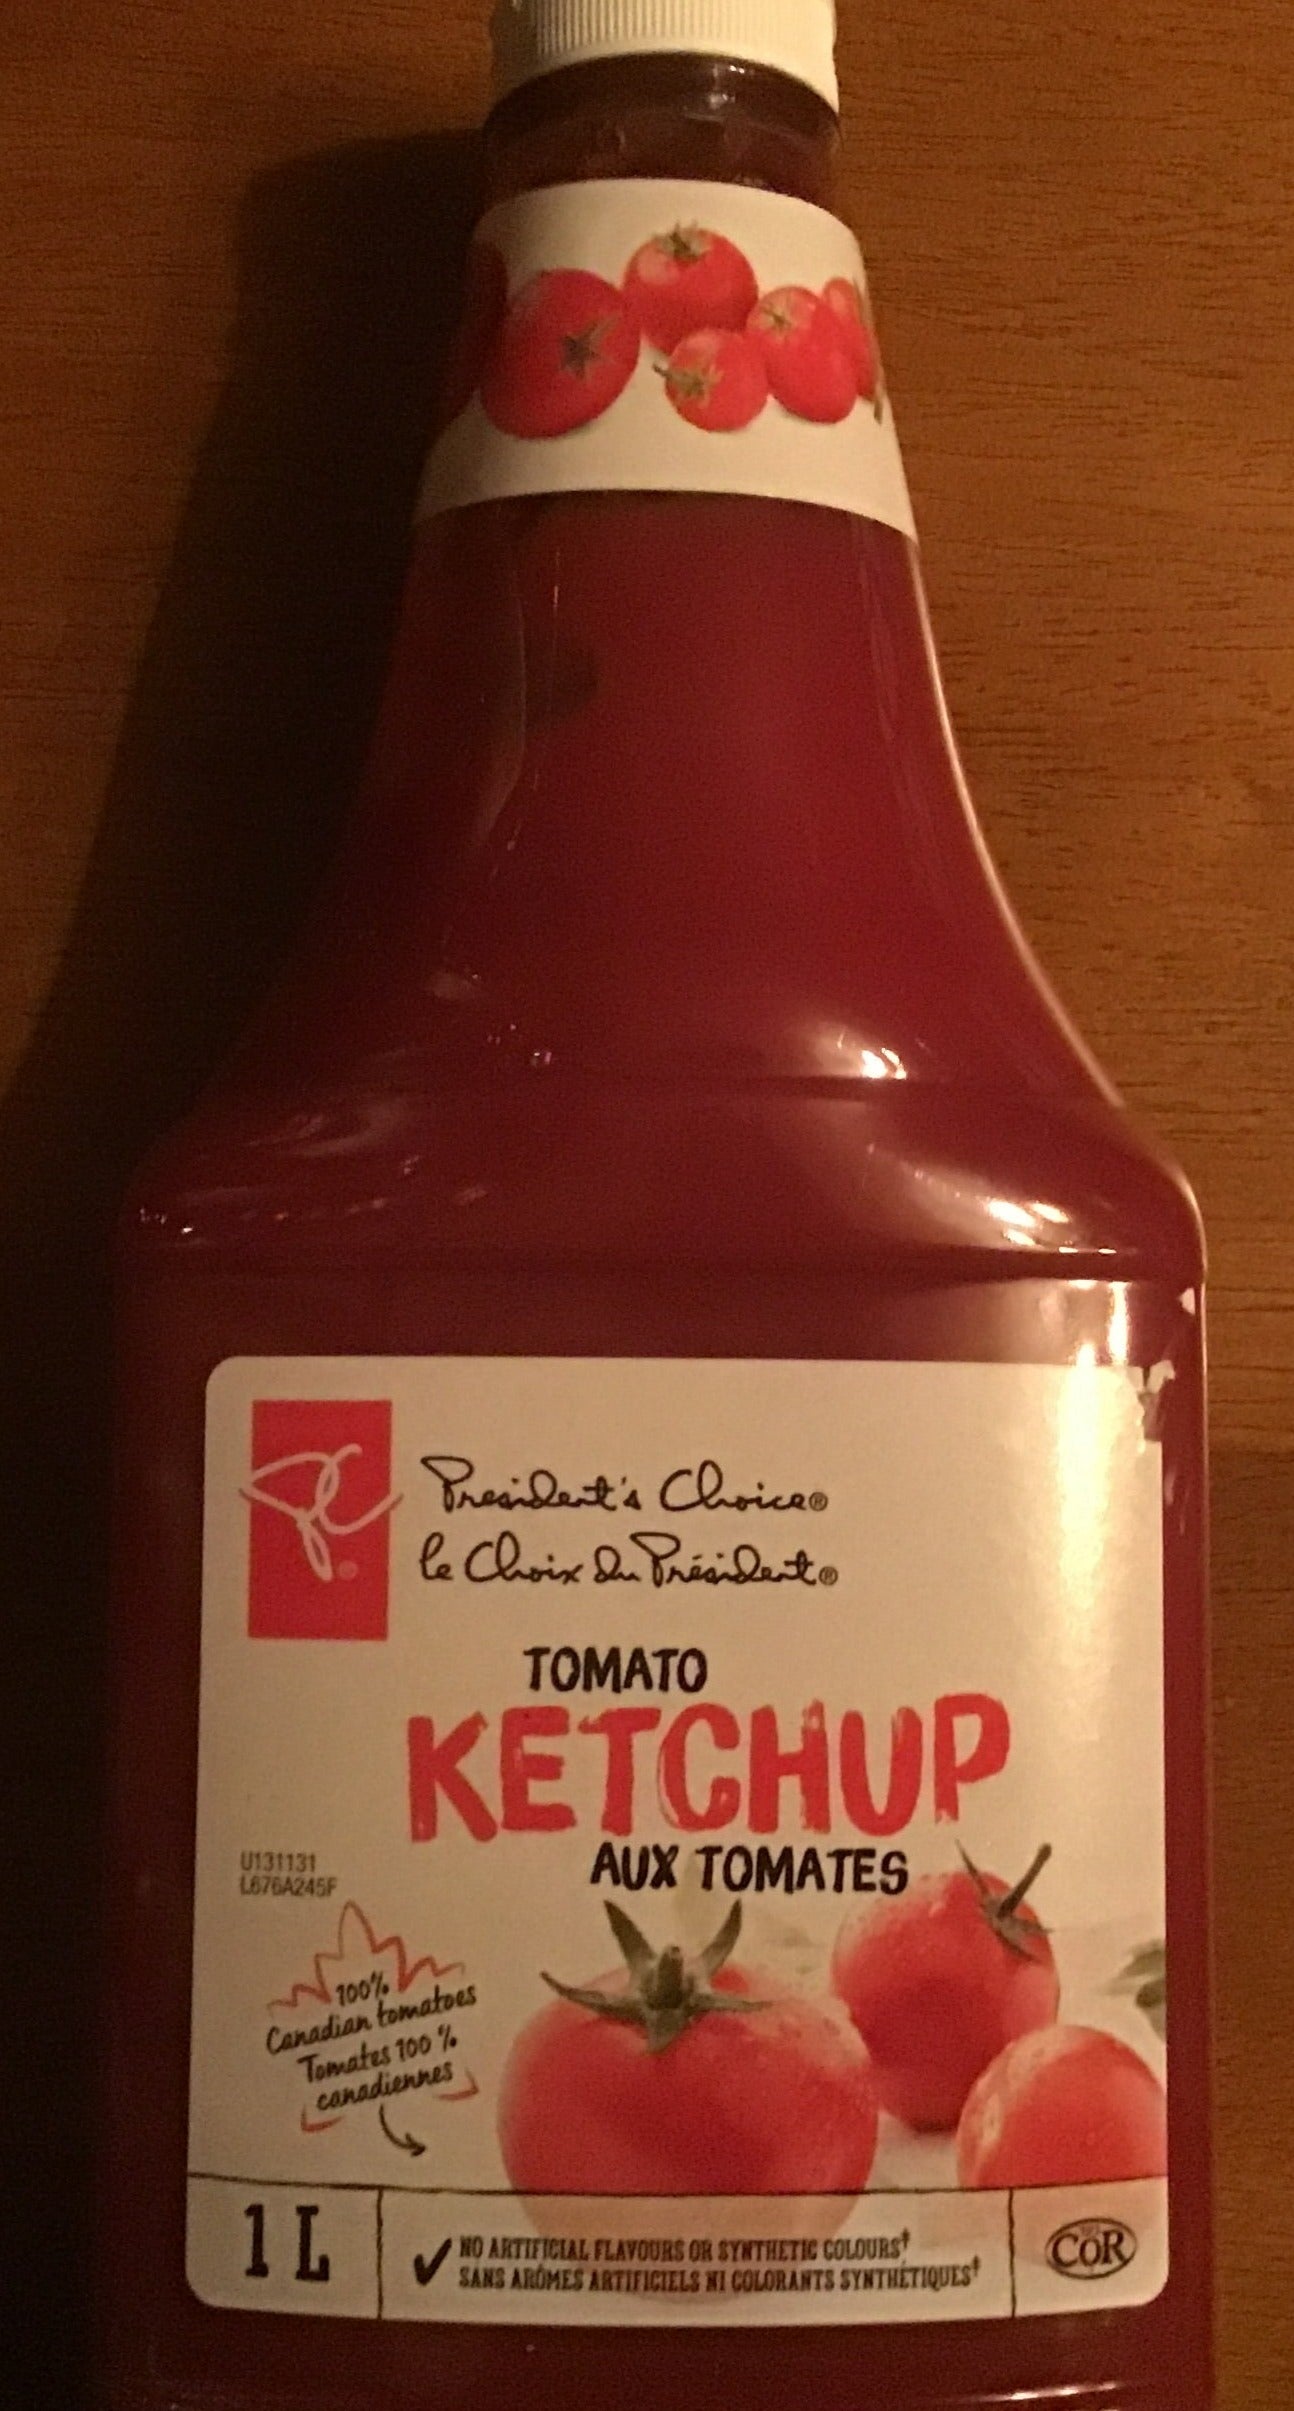 President's Choice®
le Choix du Président®
TOMATO
KETCHUP
AUX TOMATES
U131131
L676A245F
100%
Canadian tomatoes
Tomates 100 %
canadiennes
1 L
✓ NO ARTIFICIAL FLAVOURS OR SYNTHETIC COLOURS†
SANS ARÔMES ARTIFICIELS NI COLORANTS SYNTHÉTIQUES†
COR